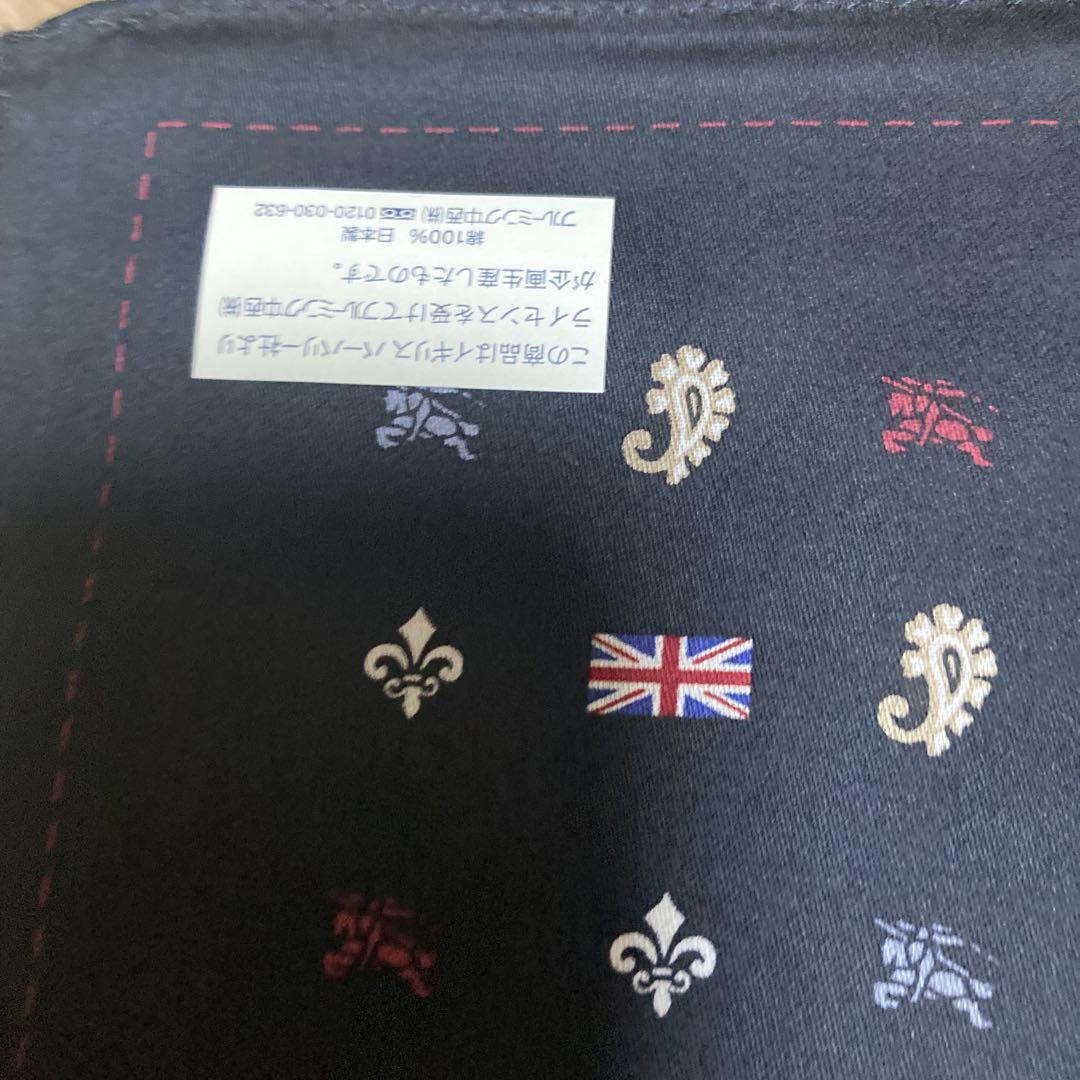 この商品はイギリス バーバリー社より
ライセンスを受けてブルーミング中西㈱
が企画生産したものです。
綿100% 日本製
ブルーミング中西㈱ 0120-030-632